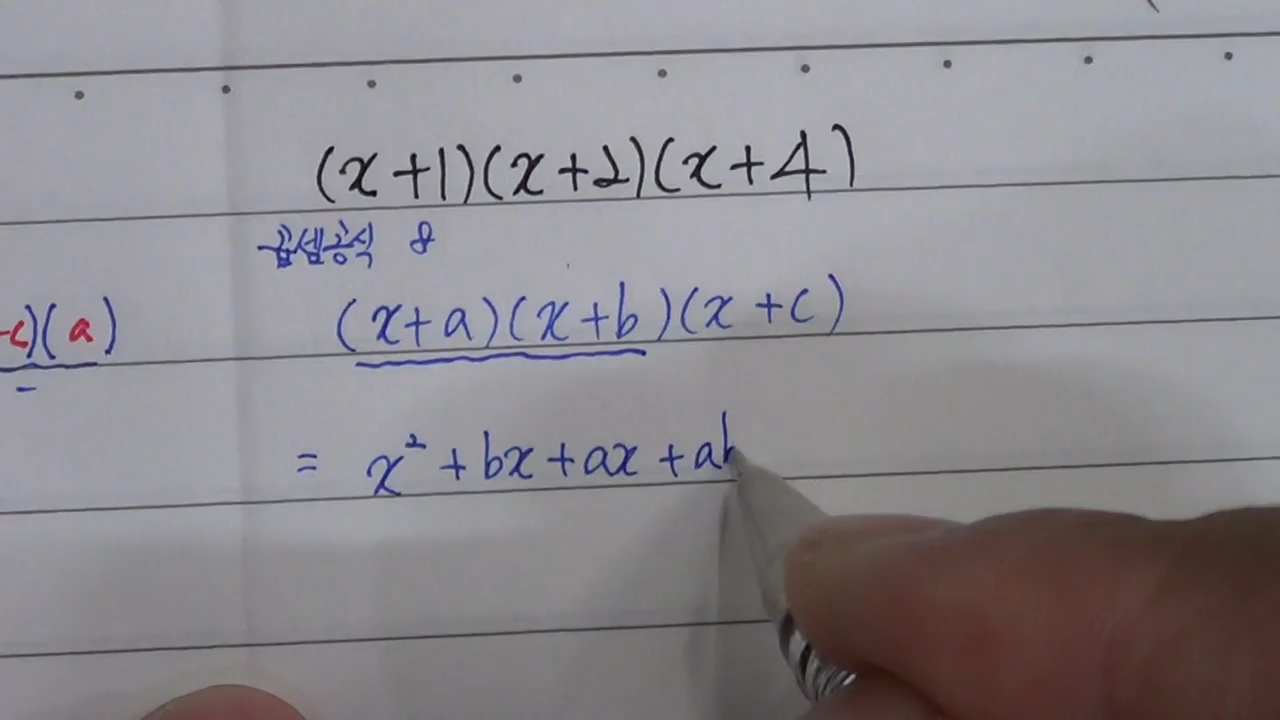 (x+1)(x+2)(x+4)
곱셈공식 8
-c)(a)
(x+a)(x+b)(x+c)
= x²+bx+ax+ab